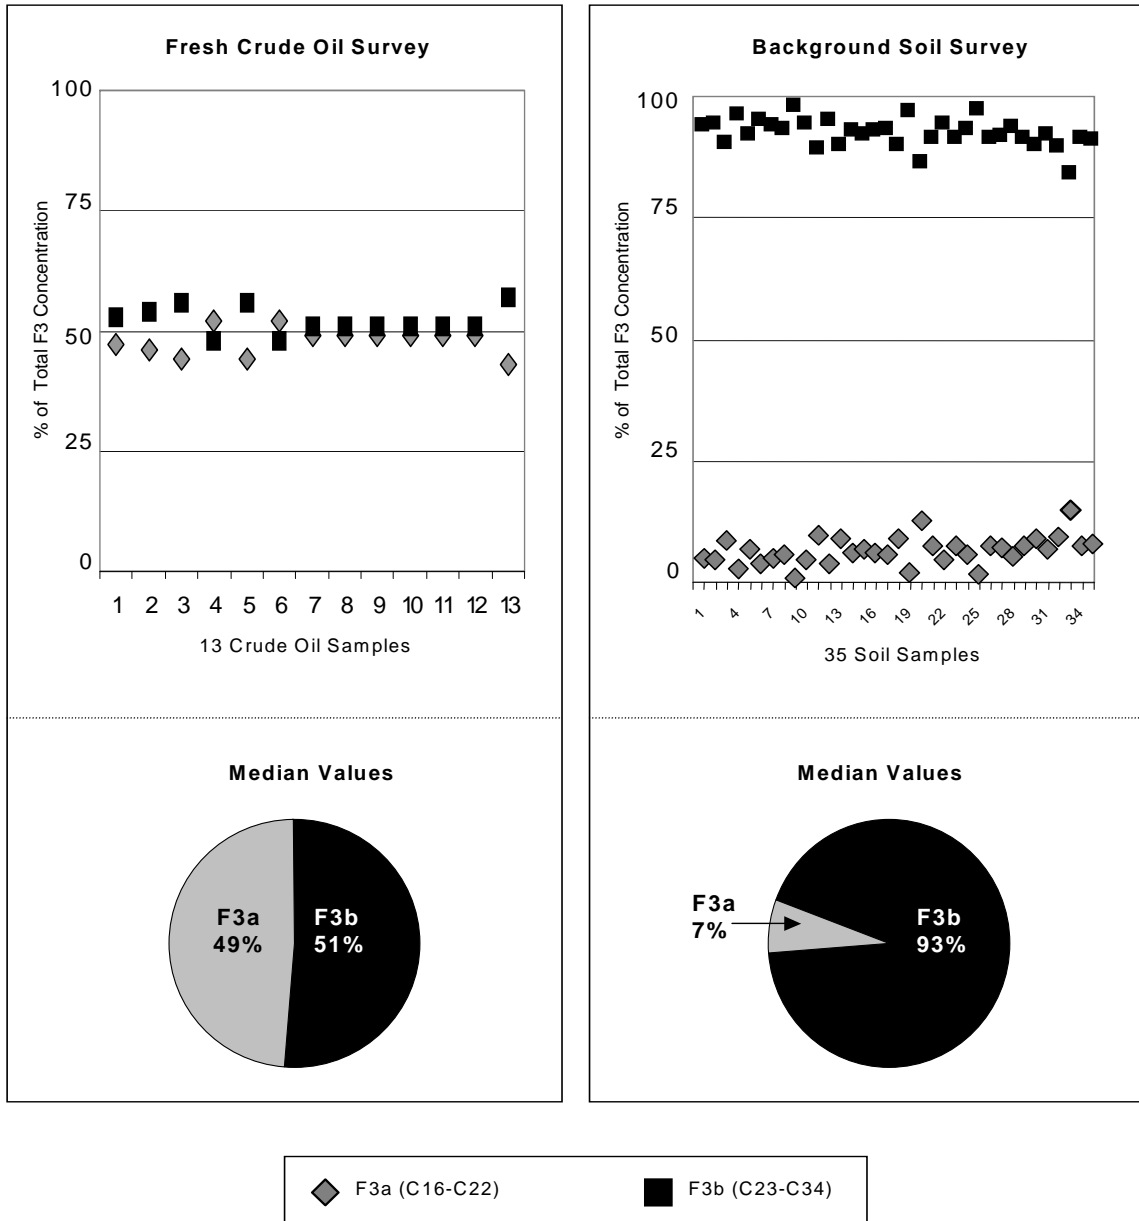 Fresh Crude Oil Survey
100
75
50
25
0
% of Total F3 Concentration
1 2 3 4 5 6 7 8 9 10 11 12 13
13 Crude Oil Samples
Median Values
F3a
49%
F3b
51%
Background Soil Survey
100
75
50
25
0
% of Total F3 Concentration
1 4 7 10 13 16 19 22 25 28 31 34
35 Soil Samples
Median Values
F3a
7%
F3b
93%
F3a (C16-C22)
F3b (C23-C34)